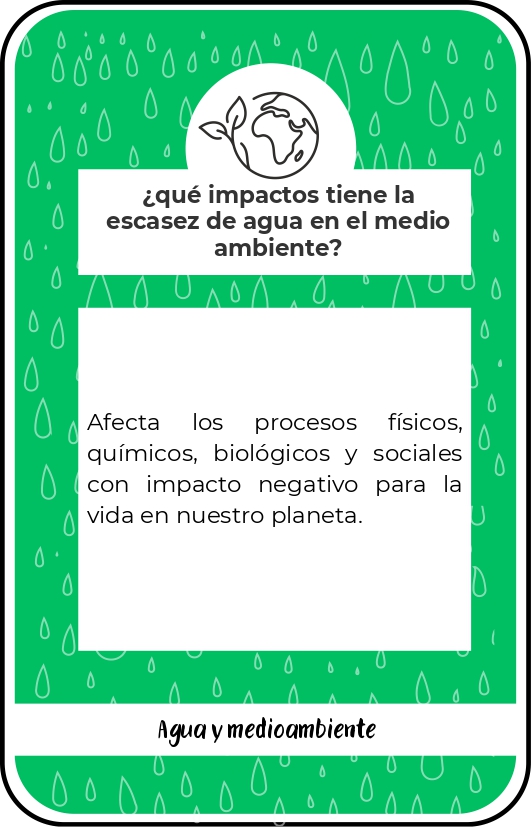 ¿qué impactos tiene la
escasez de agua en el medio
ambiente?
Afecta los procesos físicos,
químicos, biológicos y sociales
con impacto negativo para la
vida en nuestro planeta.
Agua y medioambiente